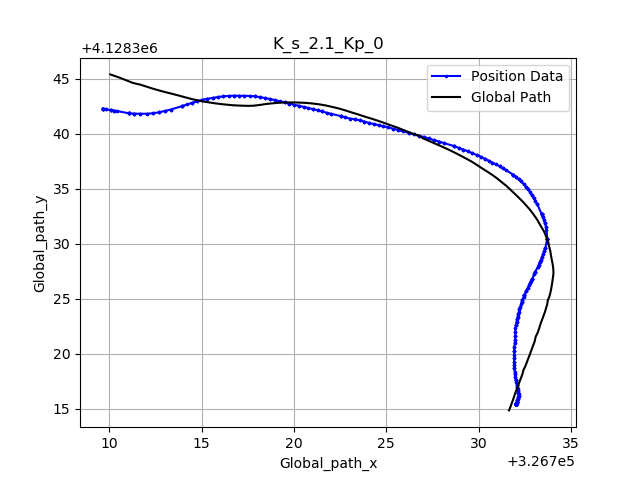 K_s_2.1_Kp_0
+4.1283e6
45
40
35
30
25
20
15
Global_path_y
Position Data
Global Path
10 15 20 25 30 35
Global_path_x
+3.267e5